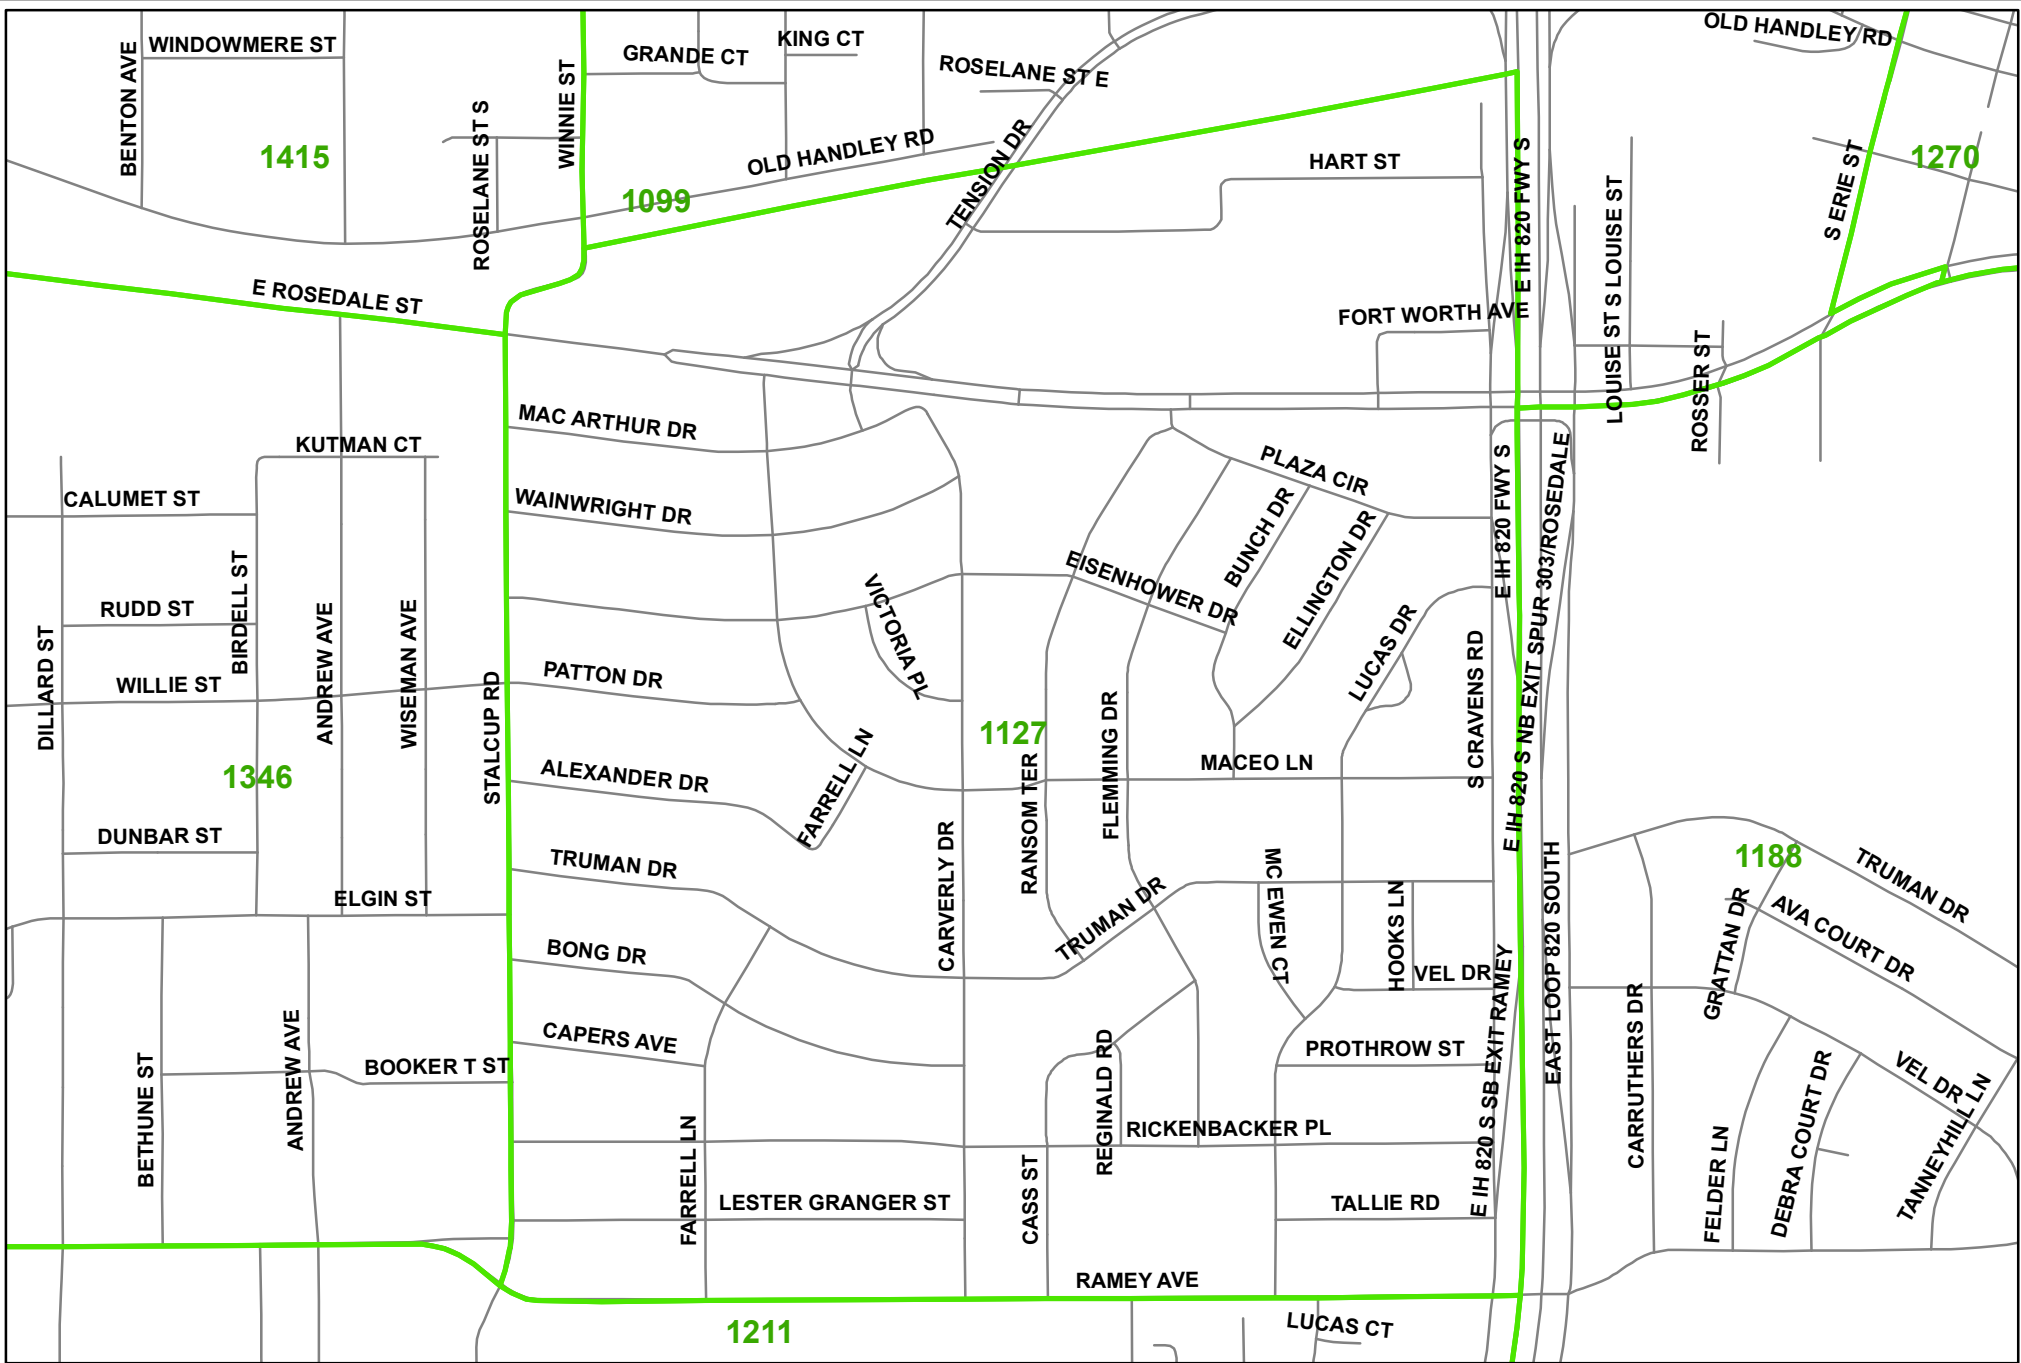 WINDOWMERE ST
BENTON AVE
1415
ROSELANE ST S
WINNIE ST
GRANDE CT
KING CT
ROSELANE ST E
OLD HANDLEY RD
1099
TENSION DR
HART ST
E IH 820 FWY S
OLD HANDLEY RD
S ERIE ST
1270
LOUISE ST S LOUISE ST
ROSSER ST
FORT WORTH AVE
E ROSEDALE ST
MAC ARTHUR DR
KUTMAN CT
CALUMET ST
WAINWRIGHT DR
PLAZA CIR
BUNCH DR
ELLINGTON DR
EISENHOWER DR
E IH 820 FWY S
E IH 820 S NB EXIT SPUR 303/ROSEDALE
RUDD ST
BIRDELL ST
ANDREW AVE
WISEMAN AVE
DILLARD ST
WILLIE ST
STALCUP RD
PATTON DR
VICTORIA PL
LUCAS DR
S CRAVENS RD
1346
ALEXANDER DR
FARRELL LN
1127
RANSOM TER
FLEMMING DR
MACEO LN
DUNBAR ST
ELGIN ST
TRUMAN DR
CARVERLY DR
TRUMAN DR
MC EWEN CT
HOOKS LN
VEL DR
EAST LOOP 820 SOUTH
1188
TRUMAN DR
AVA COURT DR
GRATTAN DR
BONG DR
CAPERS AVE
BOOKER T ST
ANDREW AVE
BETHUNE ST
FARRELL LN
LESTER GRANGER ST
CASS ST
REGINALD RD
RICKENBACKER PL
PROTHROW ST
TALLIE RD
E IH 820 S SB EXIT RAMEY
CARRUTHERS DR
FELDER LN
DEBRA COURT DR
VEL DR
TANNEYHILL LN
RAMEY AVE
1211
LUCAS CT